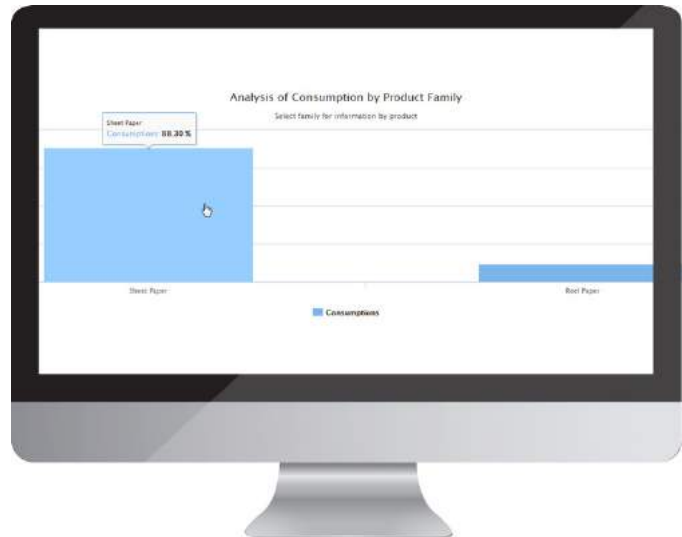 Analysis of Consumption by Product Family
Select family for information by product
Sheet Paper
Consumptions: 88.30 %
Sheet Paper
Reel Paper
Consumptions